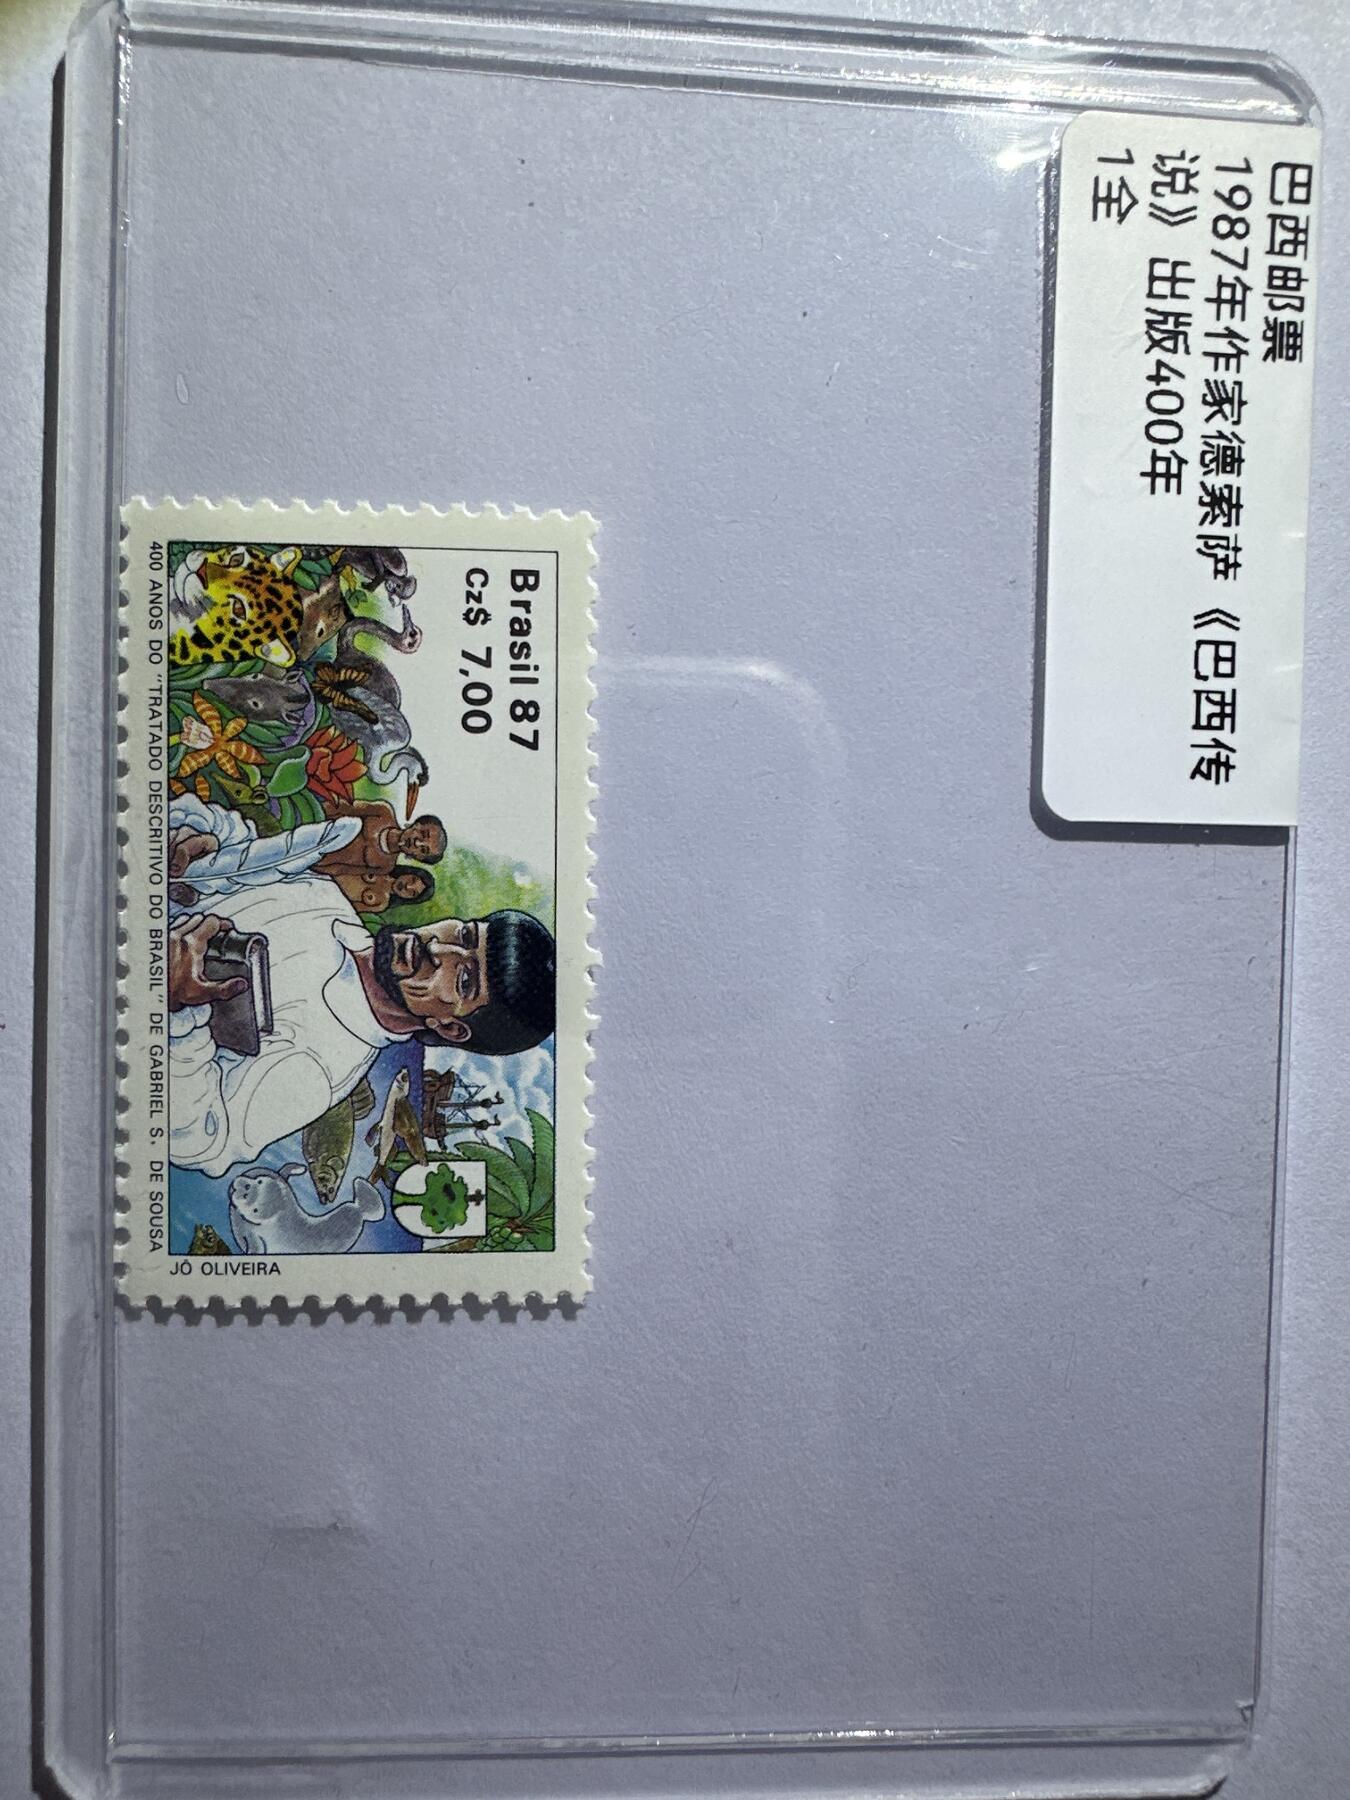 巴西邮票
1987年作家德索萨《巴西传
说》 出版400年
1全
Brasil 87
Cz$ 7,00
400 ANOS DO "TRATADO DESCRITIVO DO BRASIL" DE GABRIEL S. DE SOUSA
JÔ OLIVEIRA